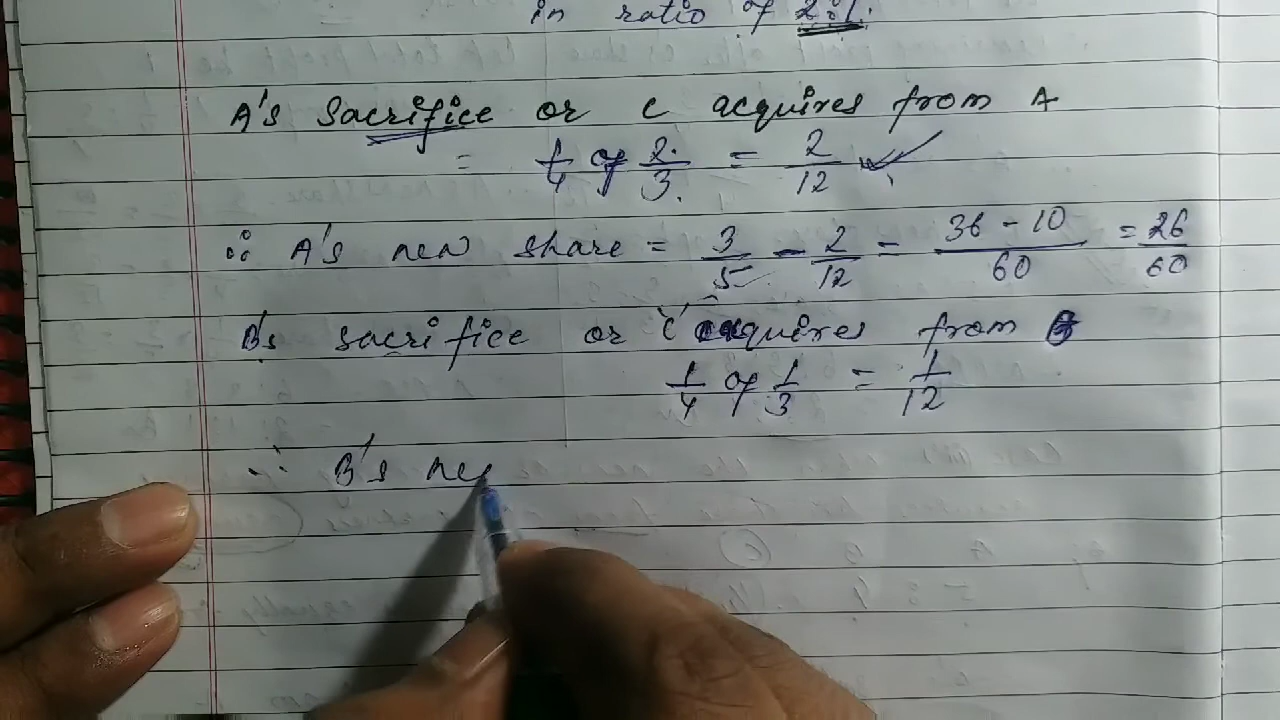 in ratio of 2:1.
A's Sacrifice or C acquires from A
= 1/4 of 2/3 = 2/12
∴ A's new share = 3/5 - 2/12 = 36 - 10/60 = 26/60
B's sacrifice or 'C' acquires from B
1/4 of 1/3 = 1/12
∴ B's new